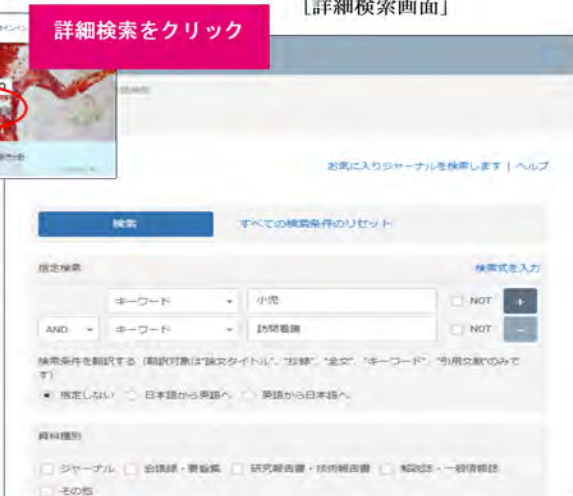 ［詳細検索画面］
詳細検索をクリック
お気に入りジャーナルを検索します | ヘルプ
検索
すべての検索条件のリセット
指定検索
検索式を入力
キーワード
小児
NOT
+
AND
キーワード
訪問看護
NOT
-
検索条件を翻訳する（翻訳対象は"論文タイトル"、"抄録"、"全文"、"キーワード"、"引用文献"のみです）
指定しない
日本語から英語へ
英語から日本語へ
資料種別
ジャーナル
会議録・要旨集
研究報告書・技術報告書
解説誌・一般情報誌
その他